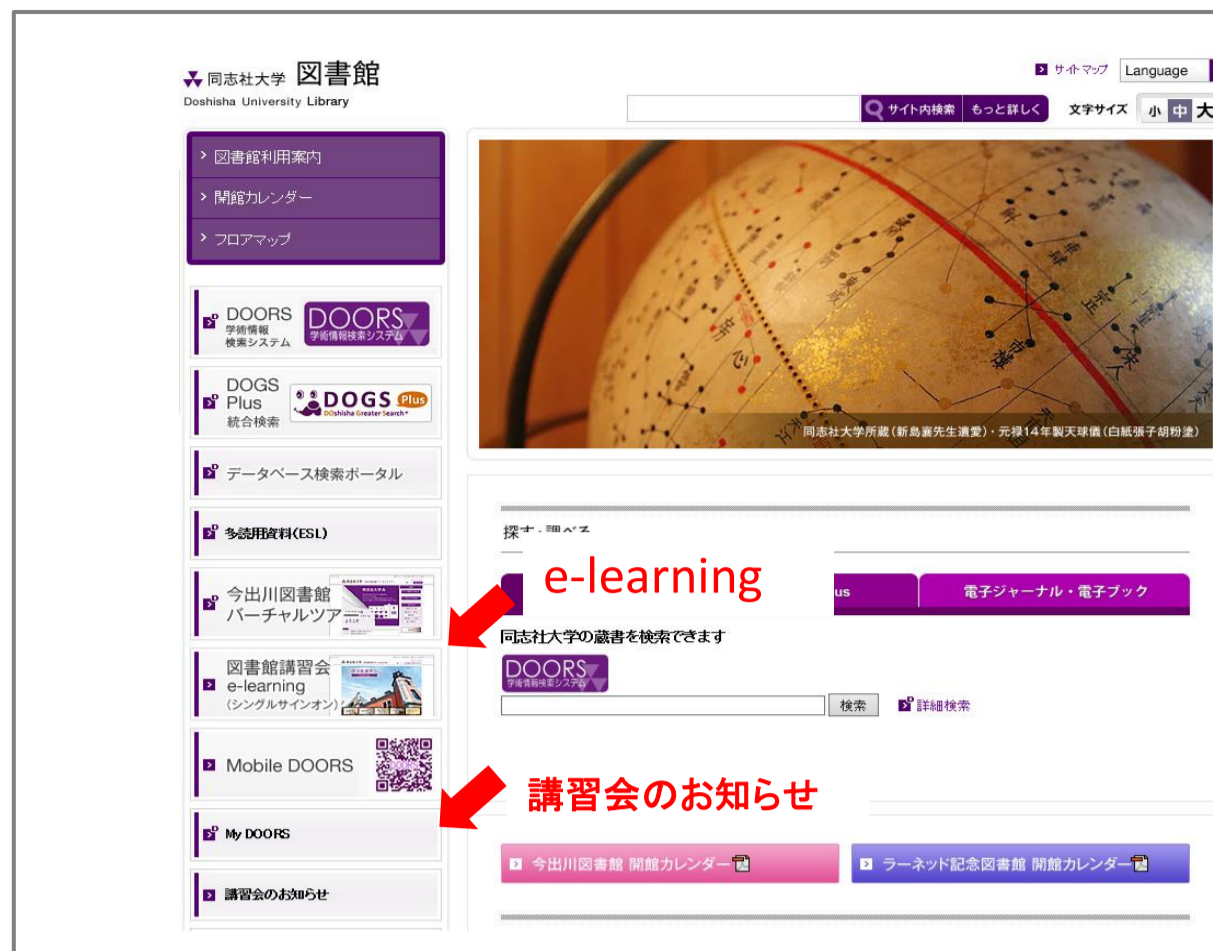 同志社大学 図書館
Doshisha University Library
サイトマップ
Language
サイト内検索
もっと詳しく
文字サイズ
小 中 大
図書館利用案内
開館カレンダー
フロアマップ
DOORS
学術情報
検索システム
DOORS
学術情報検索システム
DOGS
Plus
統合検索
DOGS Plus
DOshisha Greater Search+
データベース検索ポータル
多読用資料(ESL)
今出川図書館
バーチャルツアー
図書館講習会
e-learning
(シングルサインオン)
Mobile DOORS
DOORS
My DOORS
講習会のお知らせ
同志社大学所蔵(新島襄先生遺愛)・元禄14年製天球儀(白紙張子胡粉塗)
探す・調べる
e-learning
us
電子ジャーナル・電子ブック
同志社大学の蔵書を検索できます
DOORS
学術情報検索システム
検索
詳細検索
講習会のお知らせ
今出川図書館 開館カレンダー
ラーネッド記念図書館 開館カレンダー